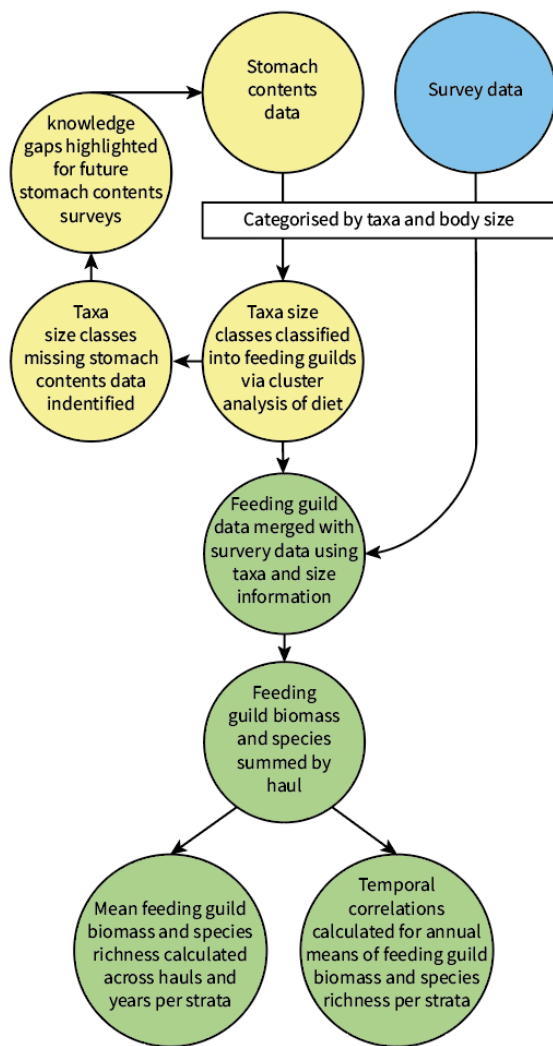 Stomach
contents
data
Survey data
knowledge
gaps highlighted
for future
stomach contents
surveys
Categorised by taxa and body size
Taxa
size classes
missing stomach
contents data
indentified
Taxa size
classes classified
into feeding guilds
via cluster
analysis of diet
Feeding guild
data merged with
survery data using
taxa and size
information
Feeding
guild biomass
and species
summed by
haul
Mean feeding guild
biomass and species
richness calculated
across hauls and
years per strata
Temporal
correlations
calculated for annual
means of feeding guild
biomass and species
richness per strata